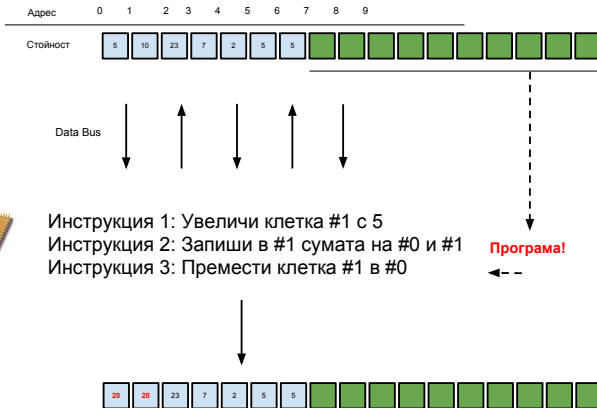 Адрес 0 1 2 3 4 5 6 7 8 9
Стойност 5 10 23 7 2 5 5
Data Bus
Инструкция 1: Увеличи клетка #1 с 5
Инструкция 2: Запиши в #1 сумата на #0 и #1
Инструкция 3: Премести клетка #1 в #0
Програма!
20 20 23 7 2 5 5